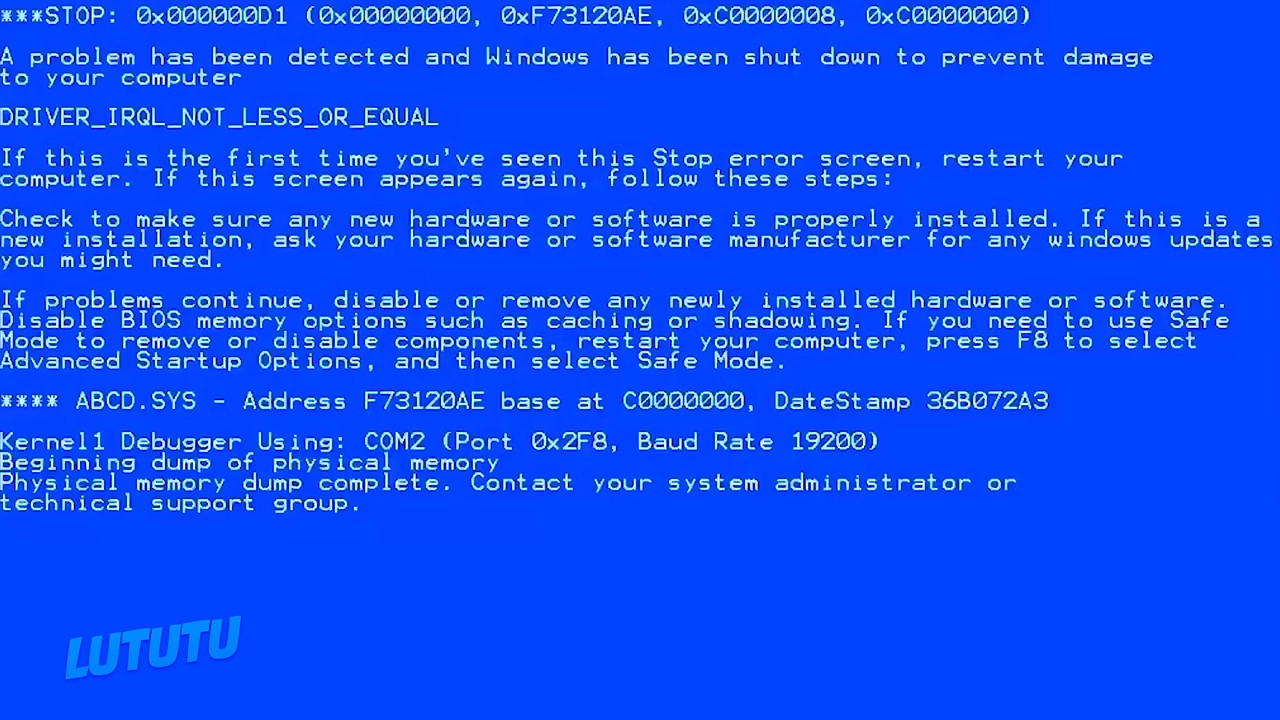 ***STOP: 0x000000D1 (0x00000000, 0xF73120AE, 0xC0000008, 0xC0000000)
A problem has been detected and Windows has been shut down to prevent damage
to your computer
DRIVER_IRQL_NOT_LESS_OR_EQUAL
If this is the first time you've seen this Stop error screen, restart your
computer. If this screen appears again, follow these steps:
Check to make sure any new hardware or software is properly installed. If this is a
new installation, ask your hardware or software manufacturer for any windows updates
you might need.
If problems continue, disable or remove any newly installed hardware or software.
Disable BIOS memory options such as caching or shadowing. If you need to use Safe
Mode to remove or disable components, restart your computer, press F8 to select
Advanced Startup Options, and then select Safe Mode.
**** ABCD.SYS - Address F73120AE base at C0000000, DateStamp 36B072A3
Kernel1 Debugger Using: COM2 (Port 0x2F8, Baud Rate 19200)
Beginning dump of physical memory
Physical memory dump complete. Contact your system administrator or
technical support group.
LUTUTU